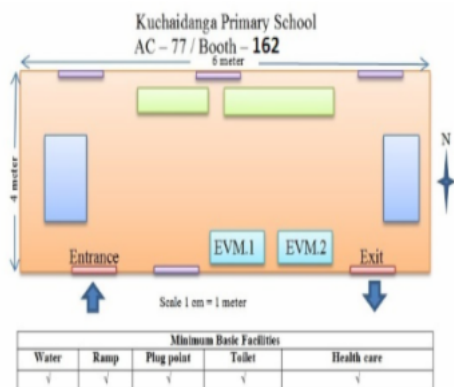 Kuchaidanga Primary School
AC – 77 / Booth – 162
6 meter
4 meter
N
EVM.1 EVM.2
Entrance Exit
Scale 1 cm = 1 meter
Minimum Basic Facilities
Water Ramp Plug point Toilet Health care
√ √ √ √ √